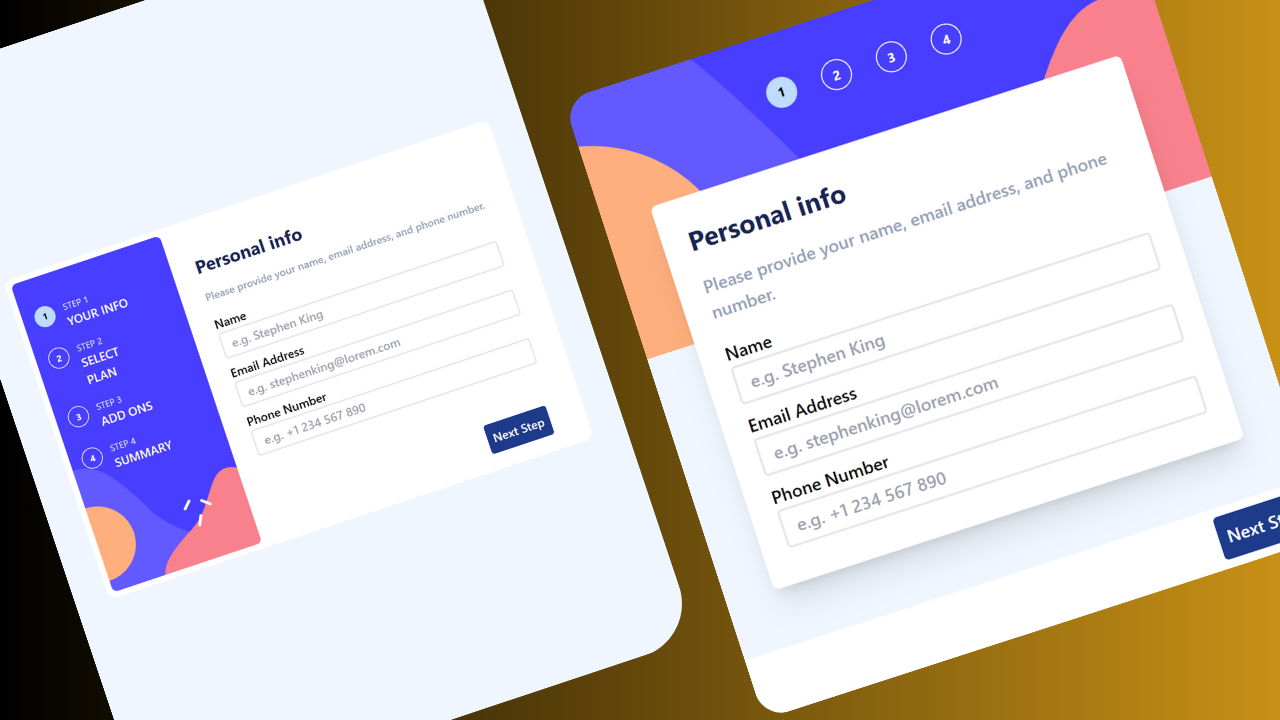 1
STEP 1
YOUR INFO
2
STEP 2
SELECT
PLAN
3
STEP 3
ADD ONS
4
STEP 4
SUMMARY
Personal info
Please provide your name, email address, and phone number.
Name
e.g. Stephen King
Email Address
e.g. stephenking@lorem.com
Phone Number
e.g. +1 234 567 890
Next Step
1 2 3 4
Personal info
Please provide your name, email address, and phone
number.
Name
e.g. Stephen King
Email Address
e.g. stephenking@lorem.com
Phone Number
e.g. +1 234 567 890
Next St